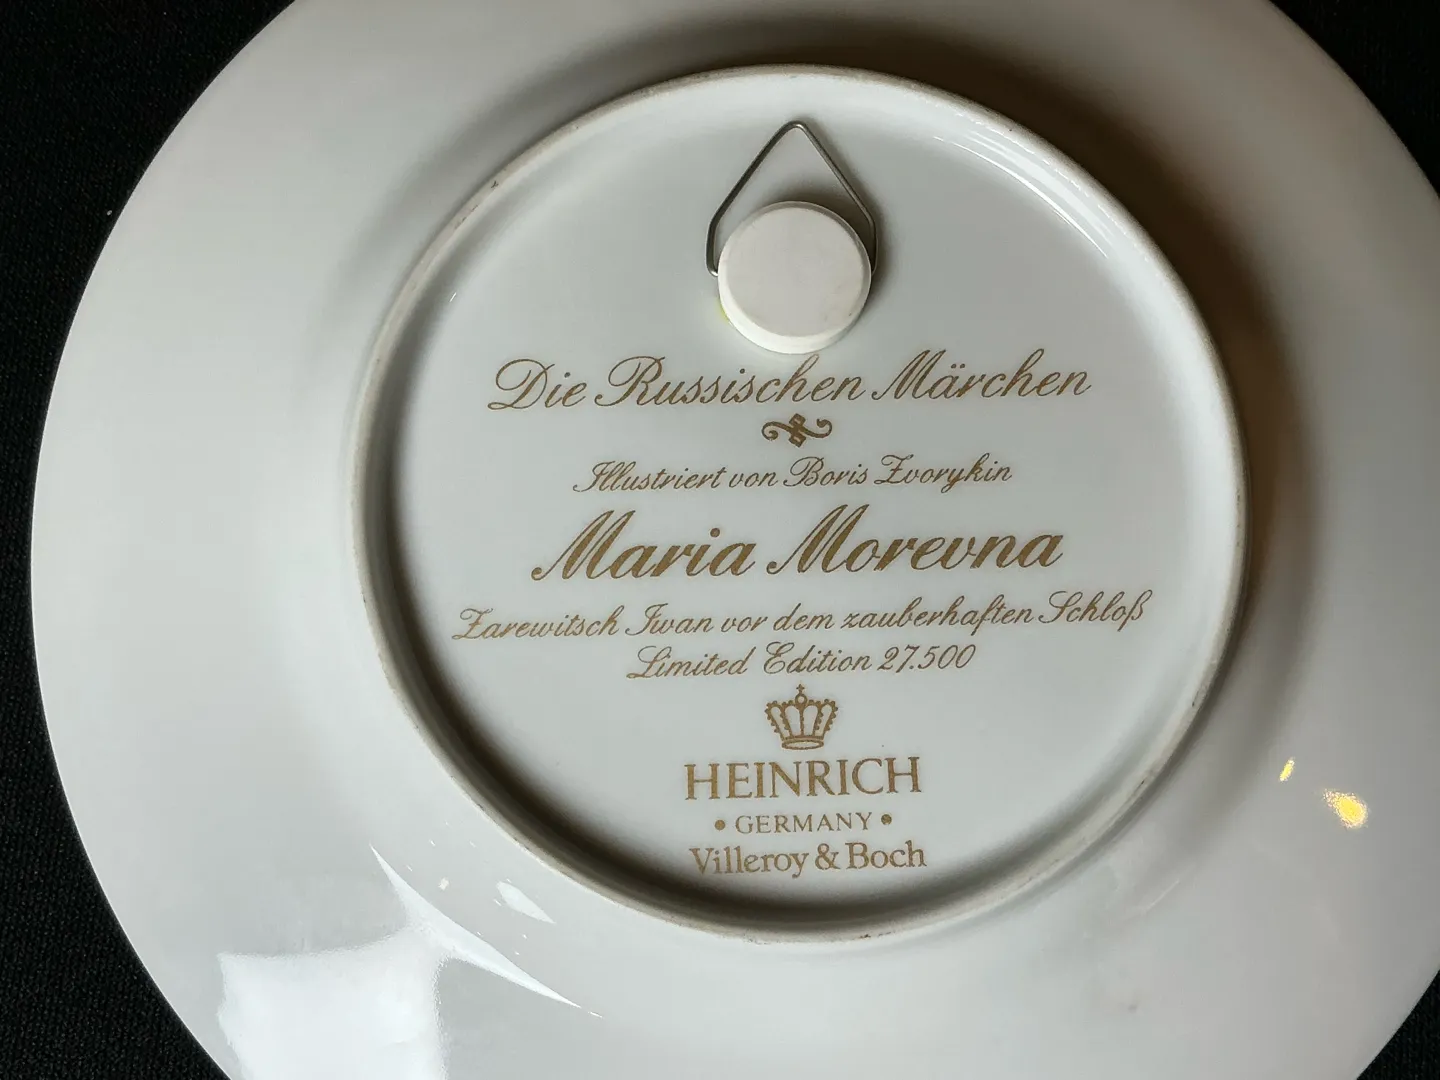 Die Russischen Märchen
Illustriert von Boris Zvorykin
Maria Morevna
Zarewitsch Iwan vor dem zauberhaften Schloß
Limited Edition 27.500
HEINRICH
• GERMANY •
Villeroy & Boch